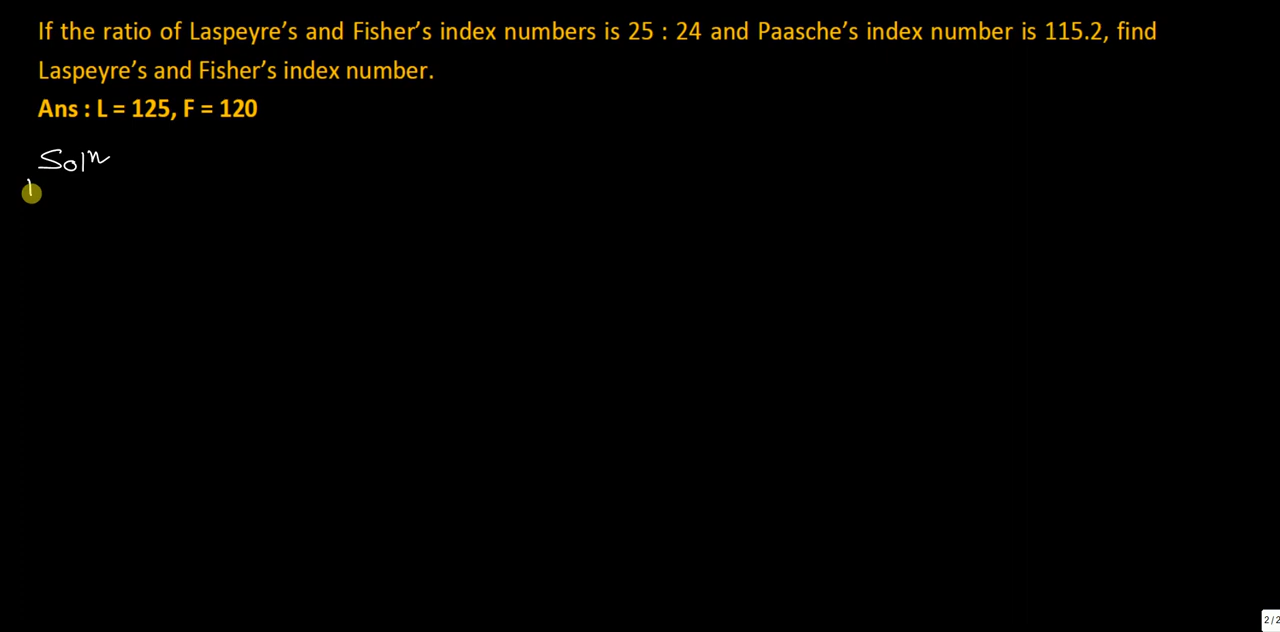 If the ratio of Laspeyre’s and Fisher’s index numbers is 25 : 24 and Paasche’s index number is 115.2, find
Laspeyre’s and Fisher’s index number.
Ans : L = 125, F = 120
Soln
2/2